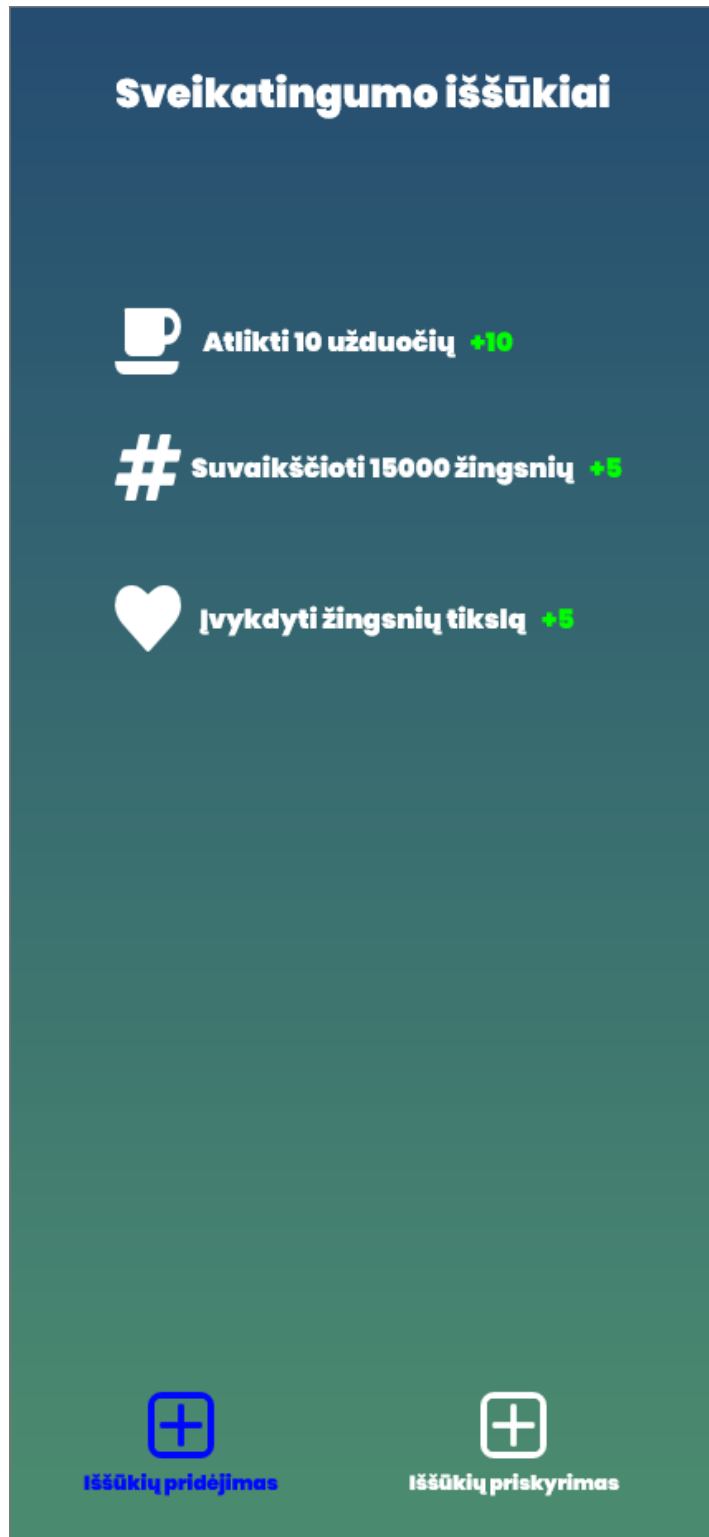 Sveikatingumo iššūkiai
Atlikti 10 užduočių +10
Suvaikščioti 15000 žingsnių +5
Įvykdyti žingsnių tikslą +5
Iššūkių pridėjimas
Iššūkių priskyrimas